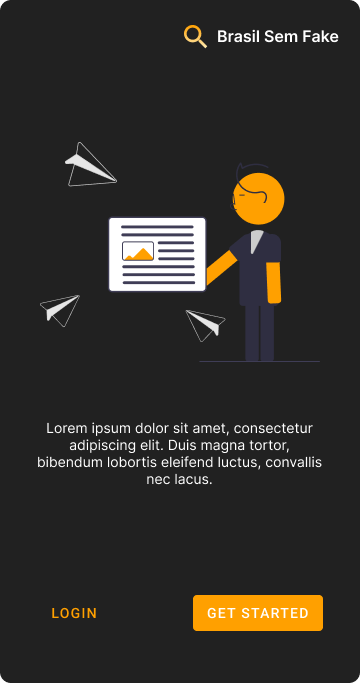 Brasil Sem Fake
Lorem ipsum dolor sit amet, consectetur
adipiscing elit. Duis magna tortor,
bibendum lobortis eleifend luctus, convallis
nec lacus.
LOGIN
GET STARTED